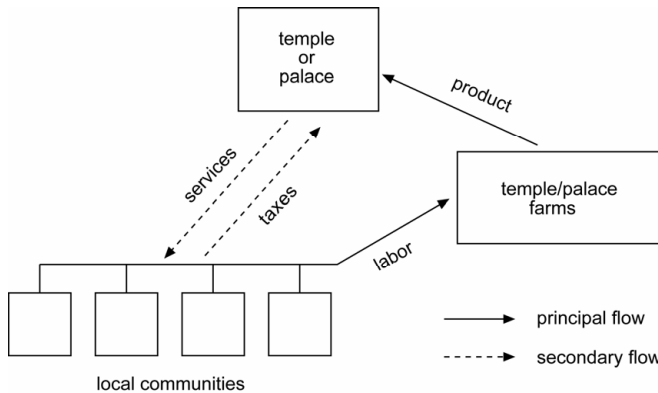 temple
or
palace
product
services
taxes
temple/palace
farms
labor
principal flow
secondary flow
local communities